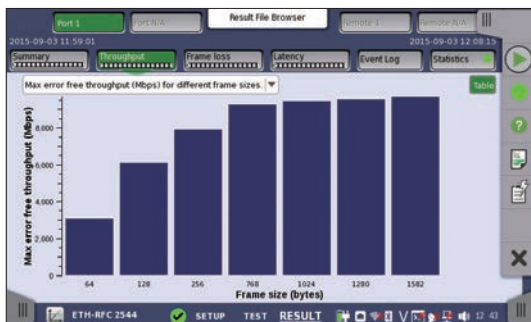 Port 1
Port N/A
Result File Browser
Remote 1
Remote N/A
2015-09-03 11:59:01
2015-09-03 12:08:15
Summary
Throughput
Frame loss
Latency
Event Log
Statistics
Max error free throughput (Mbps) for different frame sizes.
Table
Max error free throughput (Mbps)
8,000
6,000
4,000
2,000
0
64
128
256
768
1024
1280
1582
Frame size (bytes)
ETH-RFC 2544
SETUP
TEST
RESULT
12 43